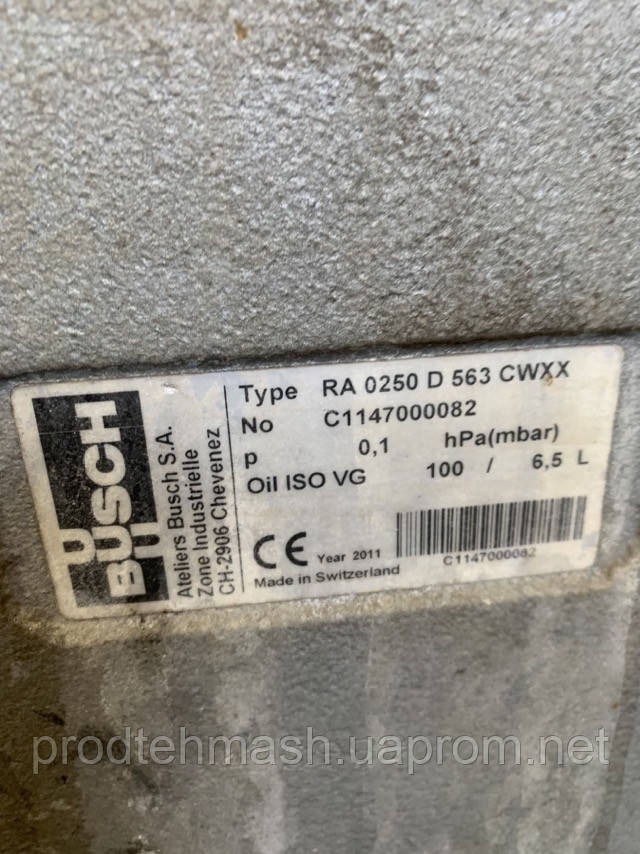 BUSCH
Ateliers Busch S.A.
Zone Industrielle
CH-2906 Chevenez
Type RA 0250 D 563 CWXX
No C1147000082
p 0,1 hPa(mbar)
Oil ISO VG 100 / 6,5 L
CE Year 2011
Made in Switzerland
C1147000082
prodtehmash.uaprom.net